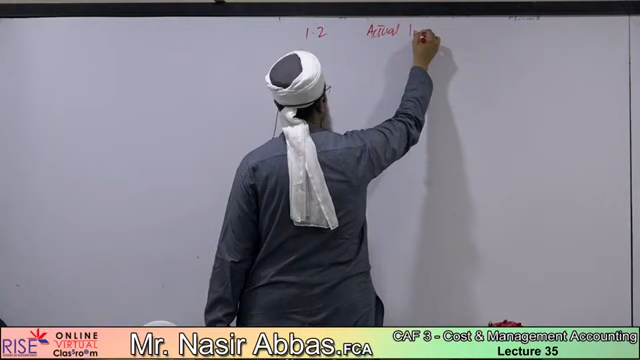 1.2 Actual
RISE
ONLINE
VIRTUAL
Classroom
Mr. Nasir Abbas.FCA
CAF 3 - Cost & Management Accounting
Lecture 35